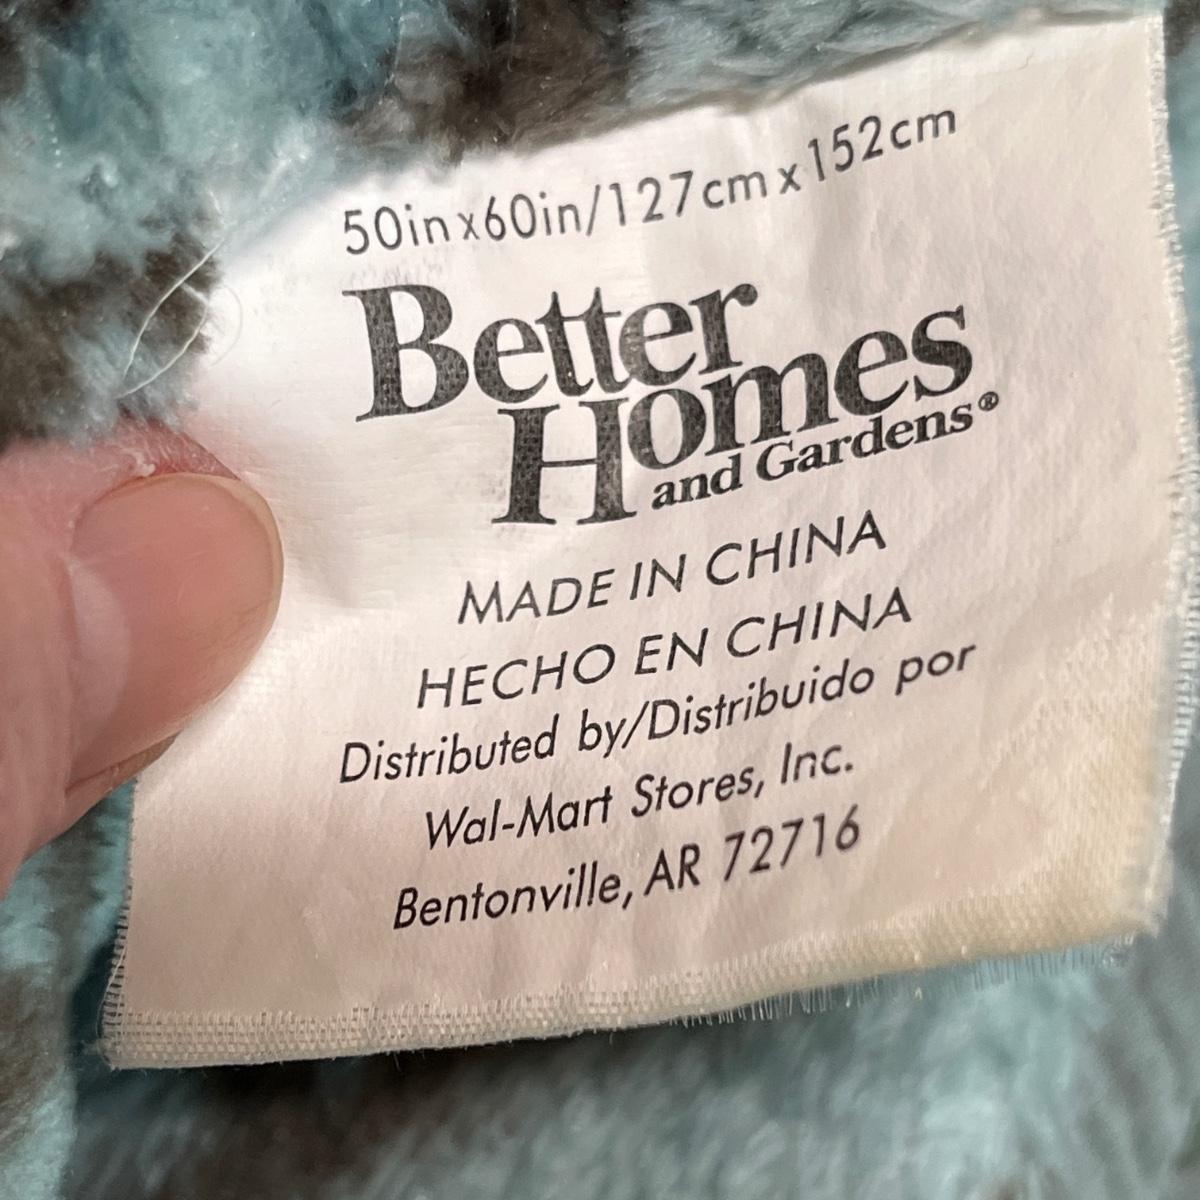 50in x 60in/127cm x 152cm
Better
Homes
and Gardens®
MADE IN CHINA
HECHO EN CHINA
Distributed by/Distribuido por
Wal-Mart Stores, Inc.
Bentonville, AR 72716